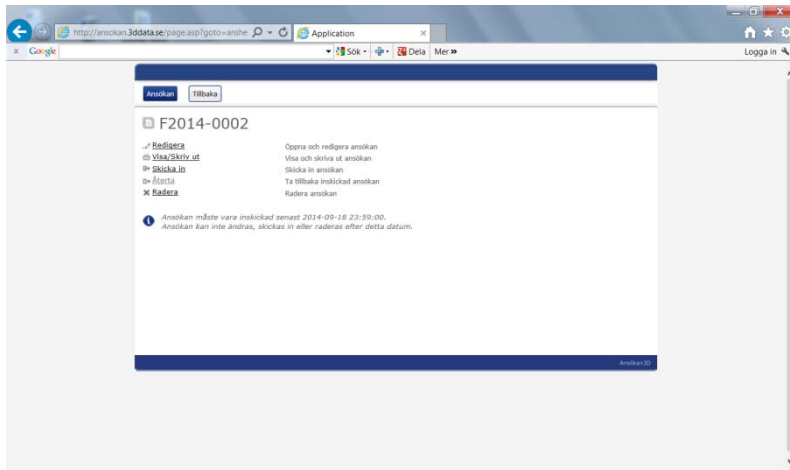 http://ansokan.3ddata.se/page.asp?goto=anshe
Application
x Google
Sök
Dela
Mer »
Logga in
Ansökan
Tillbaka
F2014-0002
Redigera Öppna och redigera ansökan
Visa/Skriv ut Visa och skriva ut ansökan
Skicka in Skicka in ansökan
Återta Ta tillbaka inskickad ansökan
Radera Radera ansökan
Ansökan måste vara inskickad senast 2014-09-18 23:59:00.
Ansökan kan inte ändras, skickas in eller raderas efter detta datum.
Ansökan3D